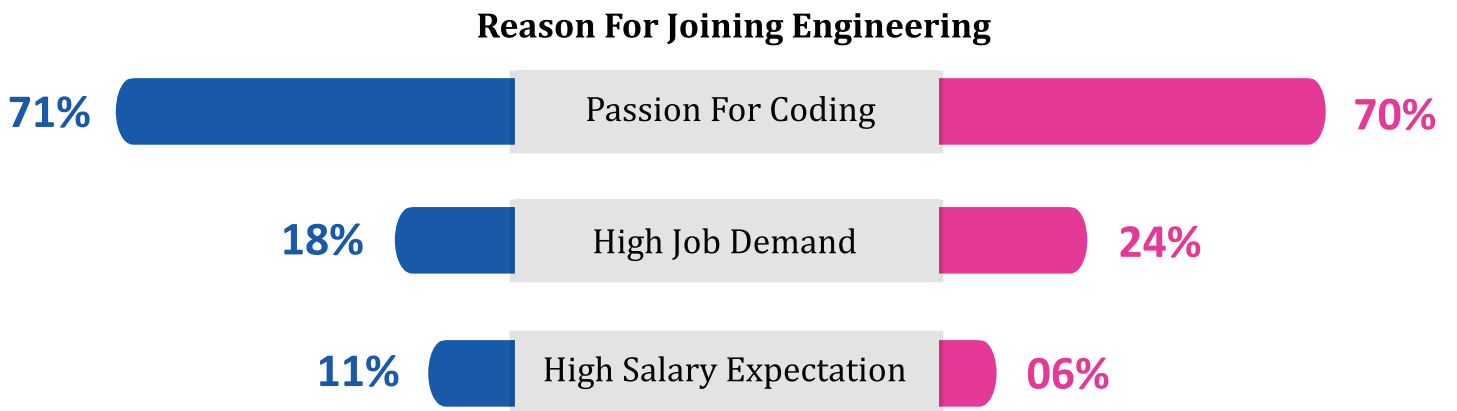 Reason For Joining Engineering
71% Passion For Coding 70%
18% High Job Demand 24%
11% High Salary Expectation 06%